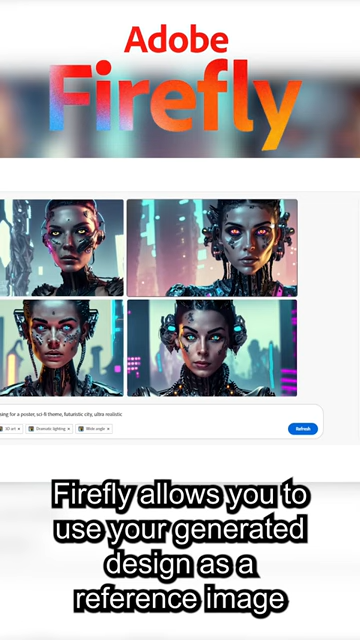 Adobe
Firefly
sing for a poster, sci-fi theme, futuristic city, ultra realistic
3D art × Dramatic lighting × Wide angle ×
Refresh
Firefly allows you to
use your generated
design as a
reference image